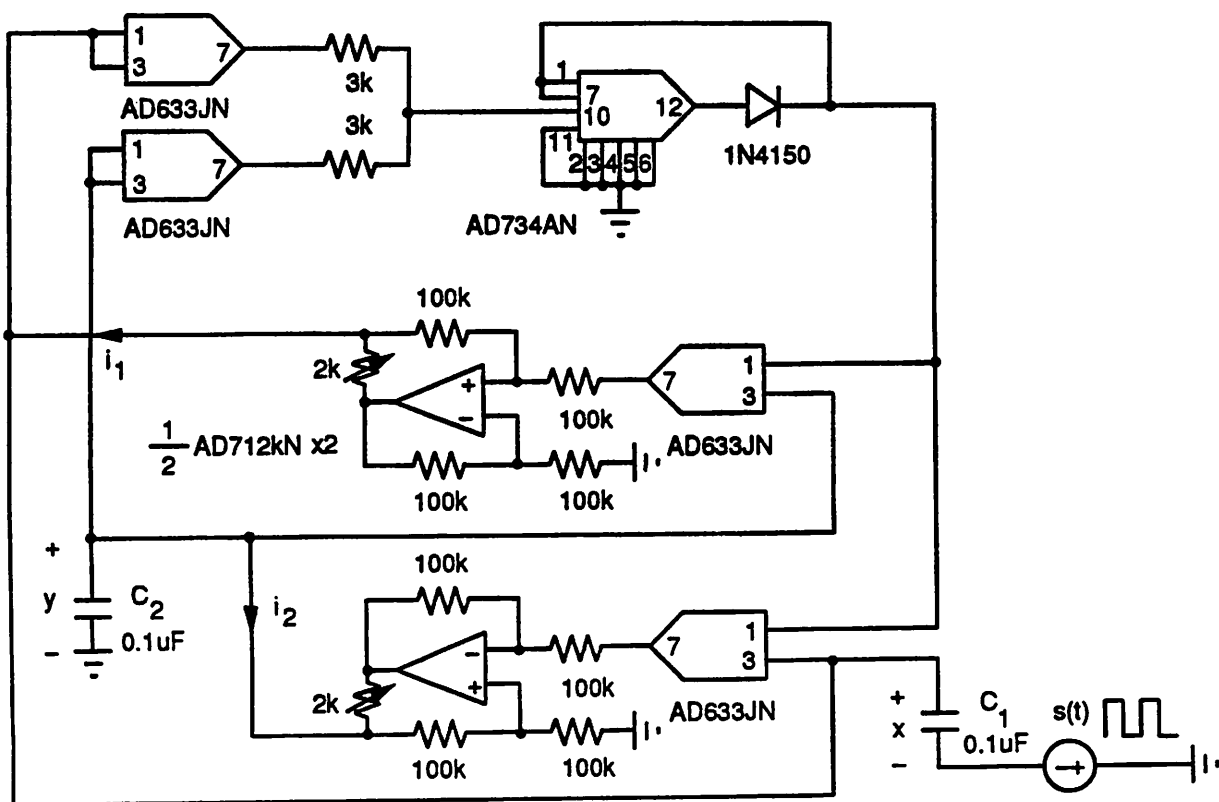 1
3
7
AD633JN
3k
3k
1
3
7
AD633JN
1
7
10
11
12
2 3 4 5 6
AD734AN
1N4150
100k
i1
2k
+
−
100k
7
1
3
AD633JN
1/2 AD712kN x2
100k
100k
+
y
−
C2
0.1uF
i2
100k
−
+
2k
100k
7
1
3
AD633JN
100k
100k
+
x
−
C1
0.1uF
s(t)
−+